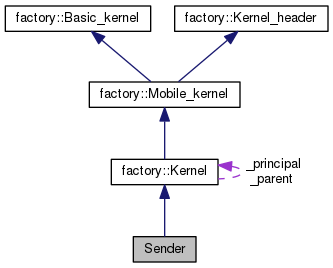 factory::Basic_kernel
factory::Kernel_header
factory::Mobile_kernel
factory::Kernel
_principal
_parent
Sender